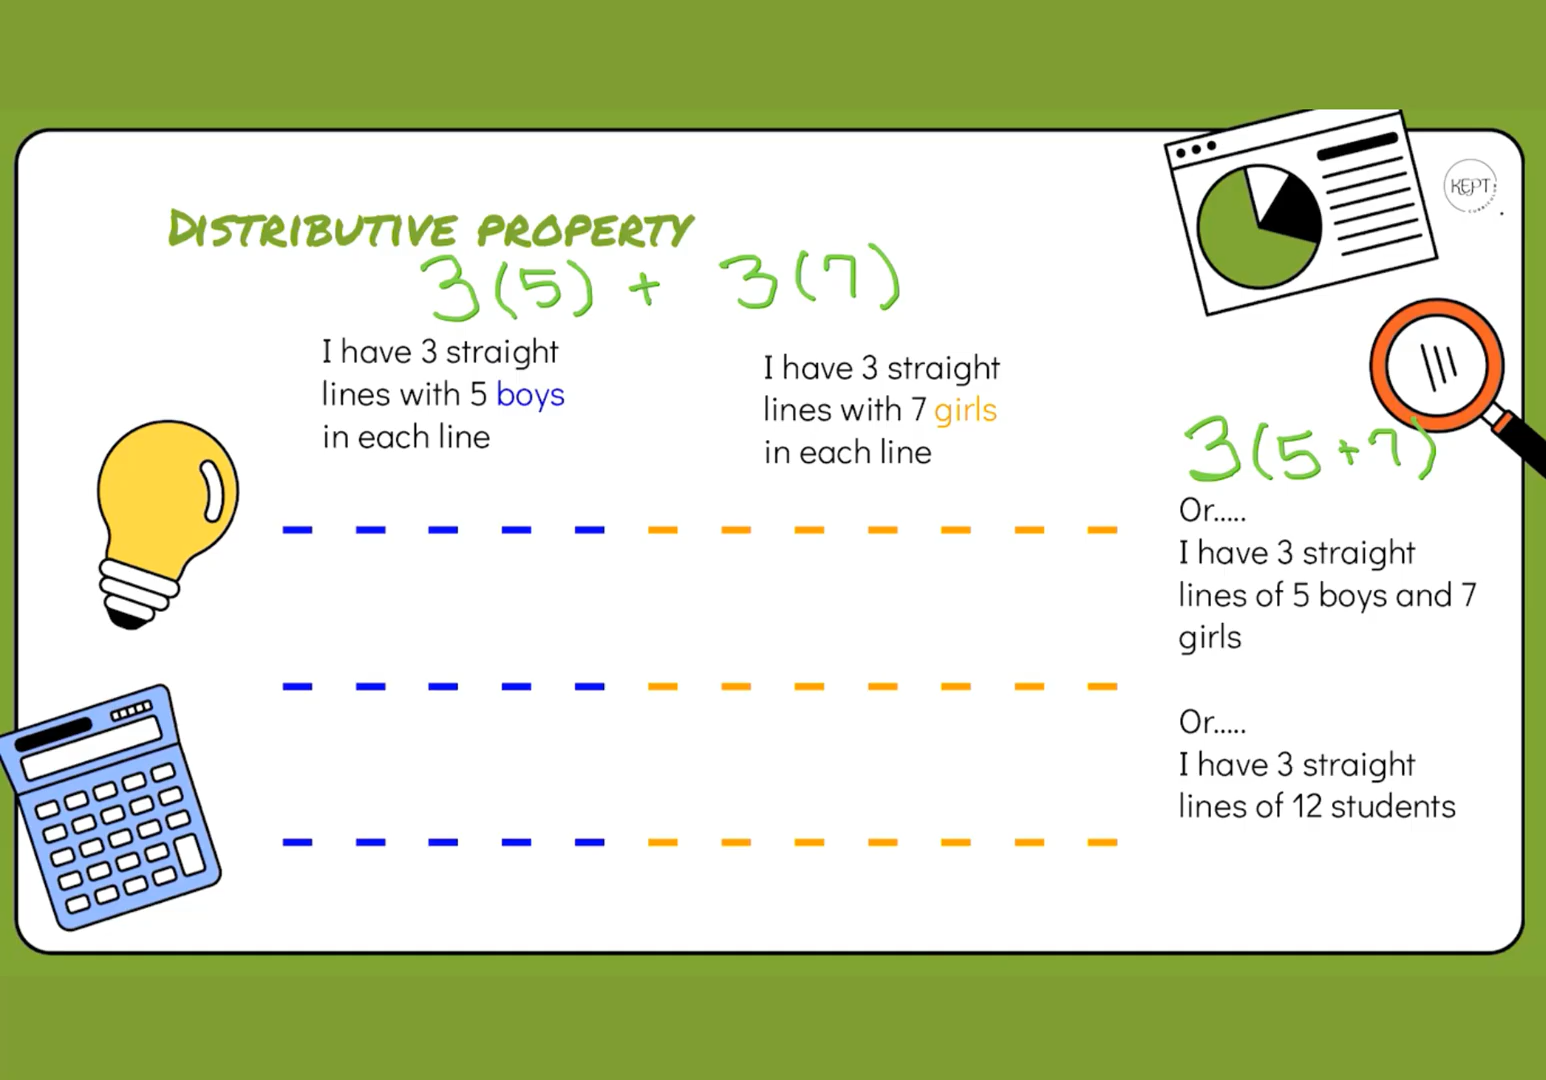 DISTRIBUTIVE PROPERTY
3(5) + 3(7)
I have 3 straight
lines with 5 boys
in each line
I have 3 straight
lines with 7 girls
in each line
3(5+7)
Or.....
I have 3 straight
lines of 5 boys and 7
girls
Or.....
I have 3 straight
lines of 12 students
KEPT
CURRICULUM